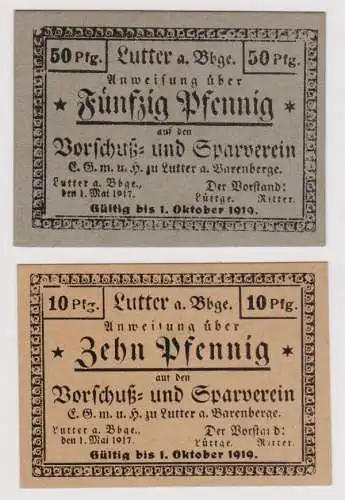 50 Pfg. Lutter a. Bbge. 50 Pfg.
Anweisung über
Fünfzig Pfennig
auf den
Vorschuß- und Sparverein
E. G. m. u. H. zu Lutter a. Barenberge.
Lutter a. Bbge., Der Vorstand:
den 1. Mai 1917. Lüttge. Ritter.
Gültig bis 1. Oktober 1919.
10 Pfg. Lutter a. Bbge. 10 Pfg.
Anweisung über
Zehn Pfennig
auf den
Vorschuß- und Sparverein
E. G. m. u. H. zu Lutter a. Barenberge.
Lutter a. Bbge., Der Vorstand:
den 1. Mai 1917. Lüttge. Ritter.
Gültig bis 1. Oktober 1919.